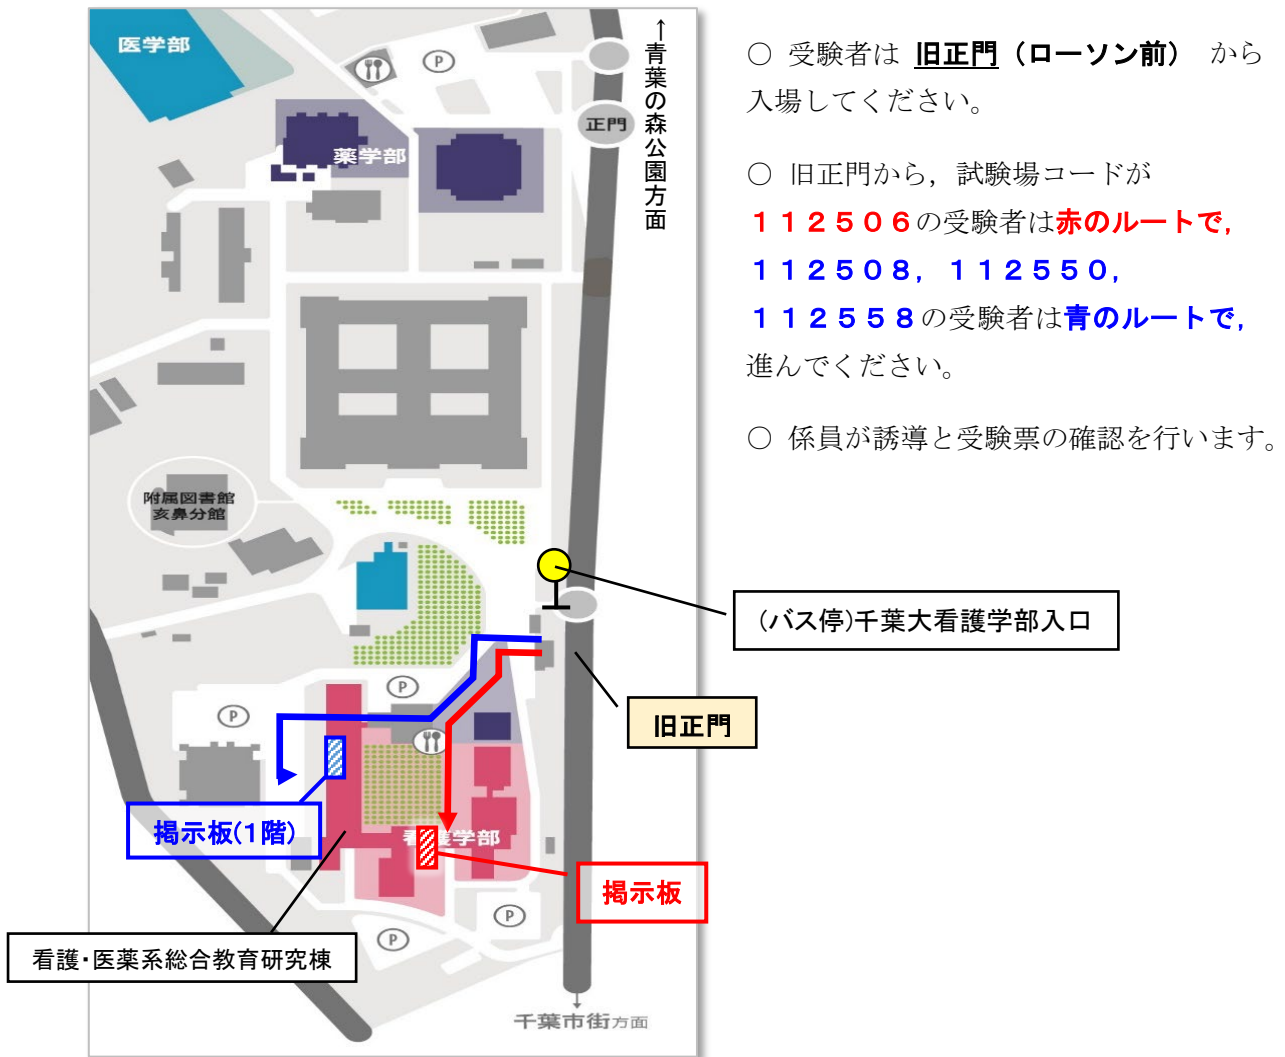 医学部
P
↑青葉の森公園方面
正門
薬学部
附属図書館
亥鼻分館
P
P
看護学部
P
P
千葉市街方面
(バス停)千葉大看護学部入口
旧正門
掲示板(1階)
掲示板
看護・医薬系総合教育研究棟
○ 受験者は 旧正門（ローソン前） から
入場してください。
○ 旧正門から，試験場コードが
１１２５０６の受験者は赤のルートで，
１１２５０８，１１２５５０，
１１２５５８の受験者は青のルートで，
進んでください。
○ 係員が誘導と受験票の確認を行います。